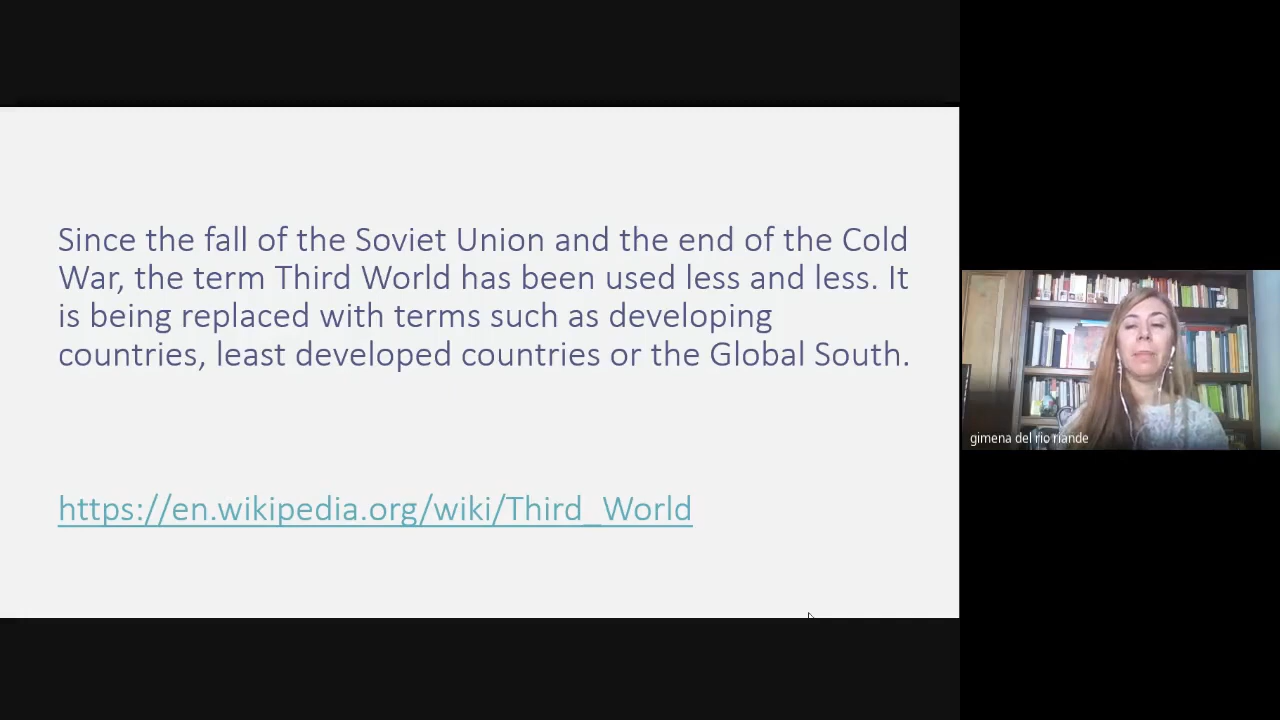 Since the fall of the Soviet Union and the end of the Cold
War, the term Third World has been used less and less. It
is being replaced with terms such as developing
countries, least developed countries or the Global South.
https://en.wikipedia.org/wiki/Third_World
gimena del rio riande